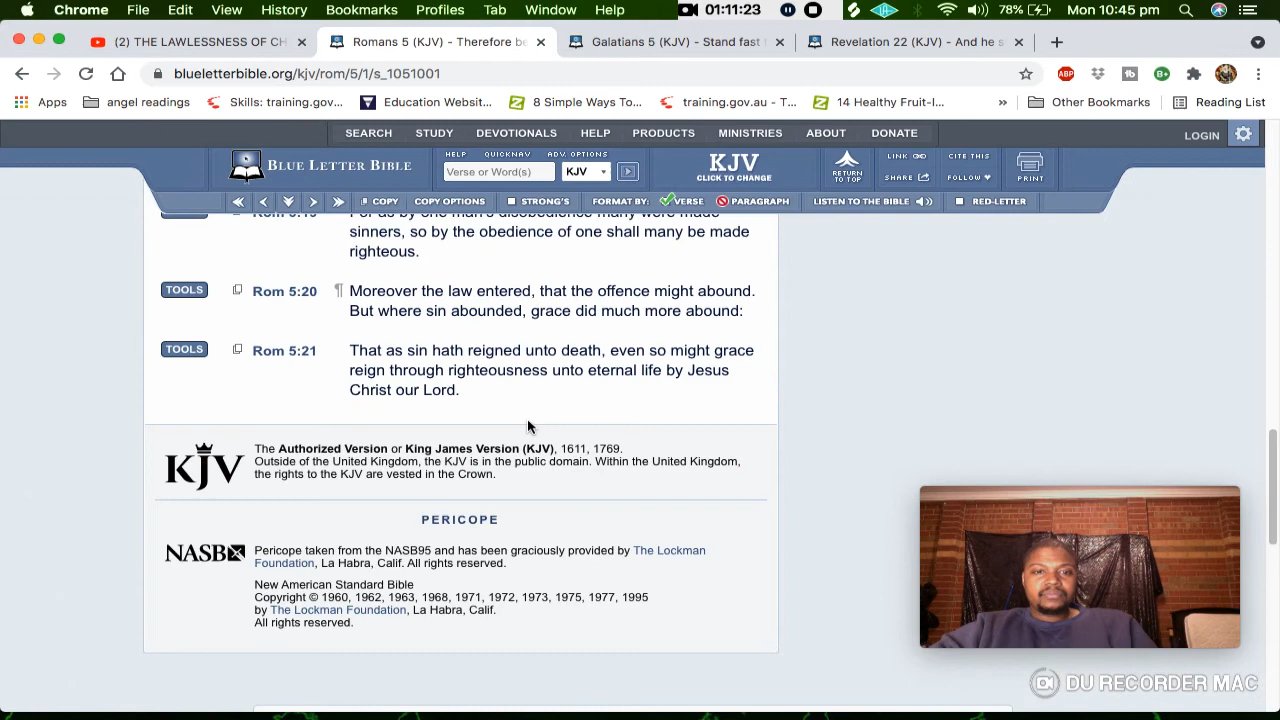 Chrome File Edit View History Bookmarks Profiles Tab Window Help 01:11:23 78% Mon 10:45 pm
(2) THE LAWLESSNESS OF CH Romans 5 (KJV) - Therefore be Galatians 5 (KJV) - Stand fast t Revelation 22 (KJV) - And he s
blueletterbible.org/kjv/rom/5/1/s_1051001 ABP
Apps angel readings Skills: training.gov... Education Websit... 8 Simple Ways To... training.gov.au - T... 14 Healthy Fruit-I... » Other Bookmarks Reading List
SEARCH STUDY DEVOTIONALS HELP PRODUCTS MINISTRIES ABOUT DONATE LOGIN
HELP QUICKNAV ADV. OPTIONS
BLUE LETTER BIBLE Verse or Word(s) KJV
KJV
CLICK TO CHANGE
RETURN TO TOP
LINK CITE THIS
SHARE FOLLOW
PRINT
COPY COPY OPTIONS STRONG'S FORMAT BY: VERSE PARAGRAPH LISTEN TO THE BIBLE RED-LETTER
Rom 5:19 For as by one man's disobedience many were made
sinners, so by the obedience of one shall many be made
righteous.
TOOLS Rom 5:20 ¶ Moreover the law entered, that the offence might abound.
But where sin abounded, grace did much more abound:
TOOLS Rom 5:21 That as sin hath reigned unto death, even so might grace
reign through righteousness unto eternal life by Jesus
Christ our Lord.
KJV
The Authorized Version or King James Version (KJV), 1611, 1769.
Outside of the United Kingdom, the KJV is in the public domain. Within the United Kingdom,
the rights to the KJV are vested in the Crown.
PERICOPE
NASB
Pericope taken from the NASB95 and has been graciously provided by The Lockman
Foundation, La Habra, Calif. All rights reserved.
New American Standard Bible
Copyright © 1960, 1962, 1963, 1968, 1971, 1972, 1973, 1975, 1977, 1995
by The Lockman Foundation, La Habra, Calif.
All rights reserved.
DU RECORDER MAC